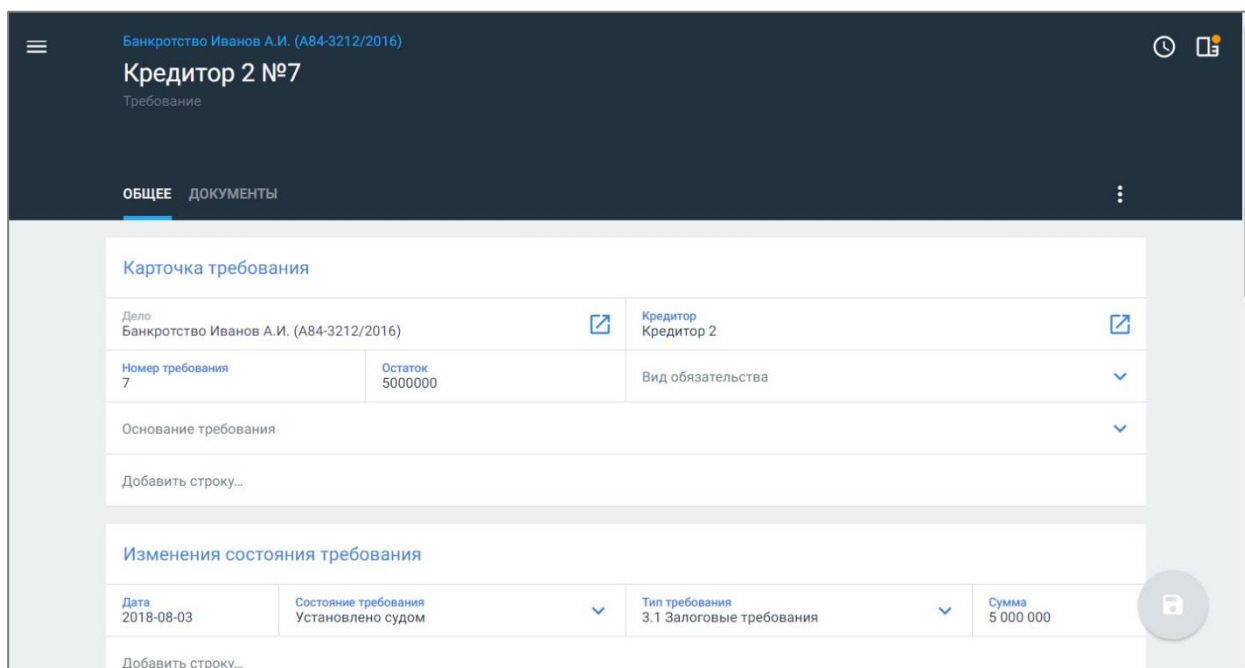 Банкротство Иванов А.И. (А84-3212/2016)
Кредитор 2 №7
Требование
ОБЩЕЕ ДОКУМЕНТЫ
Карточка требования
Дело
Банкротство Иванов А.И. (А84-3212/2016)
Кредитор
Кредитор 2
Номер требования
7
Остаток
5000000
Вид обязательства
Основание требования
Добавить строку...
Изменения состояния требования
Дата
2018-08-03
Состояние требования
Установлено судом
Тип требования
3.1 Залоговые требования
Сумма
5 000 000
Добавить строку...